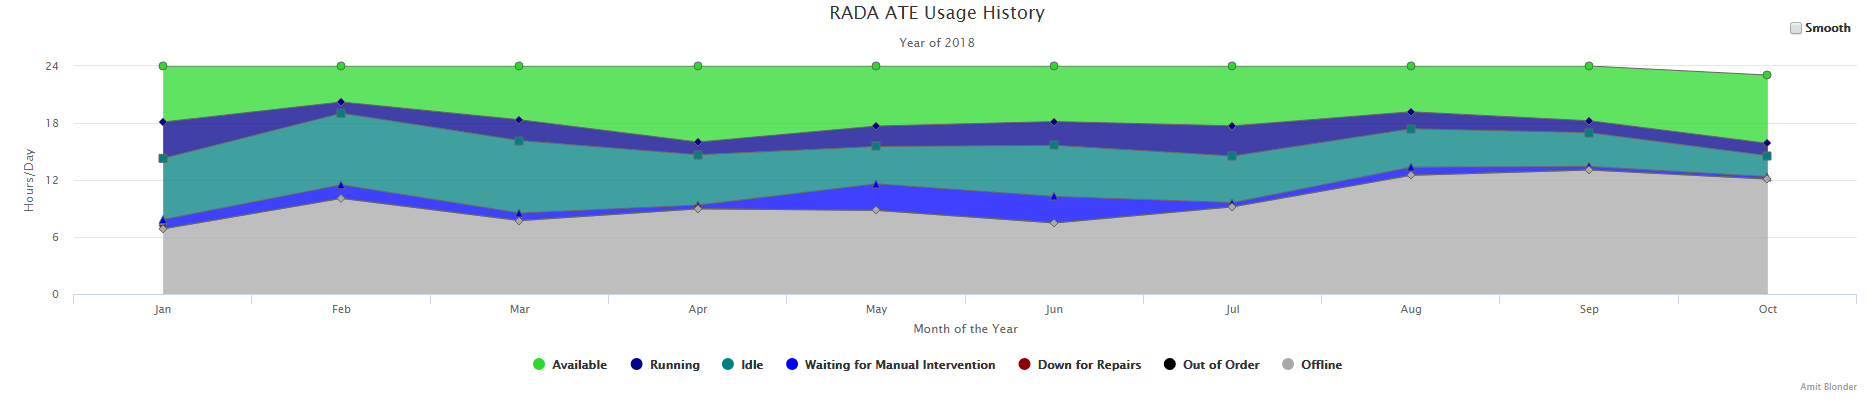 RADA ATE Usage History
Smooth
Year of 2018
24
18
12
6
0
Hours/Day
Jan Feb Mar Apr May Jun Jul Aug Sep Oct
Month of the Year
Available Running Idle Waiting for Manual Intervention Down for Repairs Out of Order Offline
Amit Blonder